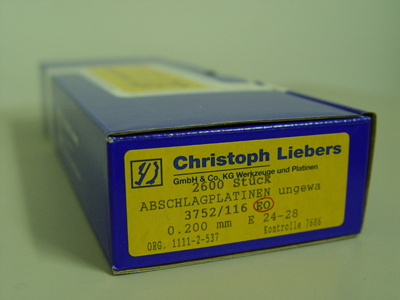 Christoph Liebers
GmbH & Co. KG Werkzeuge und Platinen
2600 Stück
ABSCHLAGPLATINEN ungewa
3752/116 EO
0.200 mm E 24-28
ORG. 1111-2-537 Kontrolle 7686